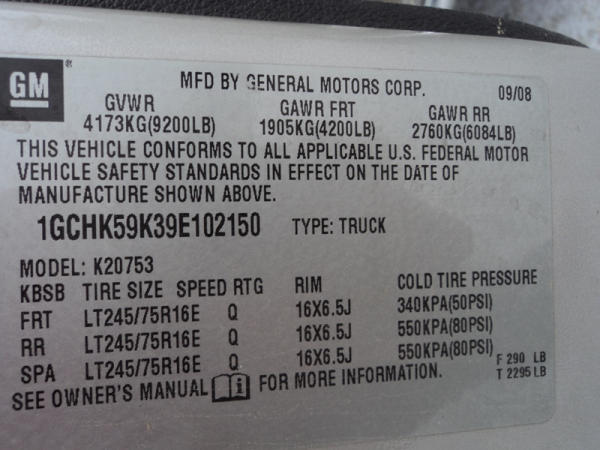 GM
MFD BY GENERAL MOTORS CORP. 09/08
GVWR GAWR FRT GAWR RR
4173KG(9200LB) 1905KG(4200LB) 2760KG(6084LB)
THIS VEHICLE CONFORMS TO ALL APPLICABLE U.S. FEDERAL MOTOR
VEHICLE SAFETY STANDARDS IN EFFECT ON THE DATE OF
MANUFACTURE SHOWN ABOVE.
1GCHK59K39E102150 TYPE: TRUCK
MODEL: K20753
KBSB TIRE SIZE SPEED RTG RIM COLD TIRE PRESSURE
FRT LT245/75R16E Q 16X6.5J 340KPA(50PSI)
RR LT245/75R16E Q 16X6.5J 550KPA(80PSI)
SPA LT245/75R16E Q 16X6.5J 550KPA(80PSI) F 290 LB
T 2295 LB
SEE OWNER'S MANUAL FOR MORE INFORMATION.